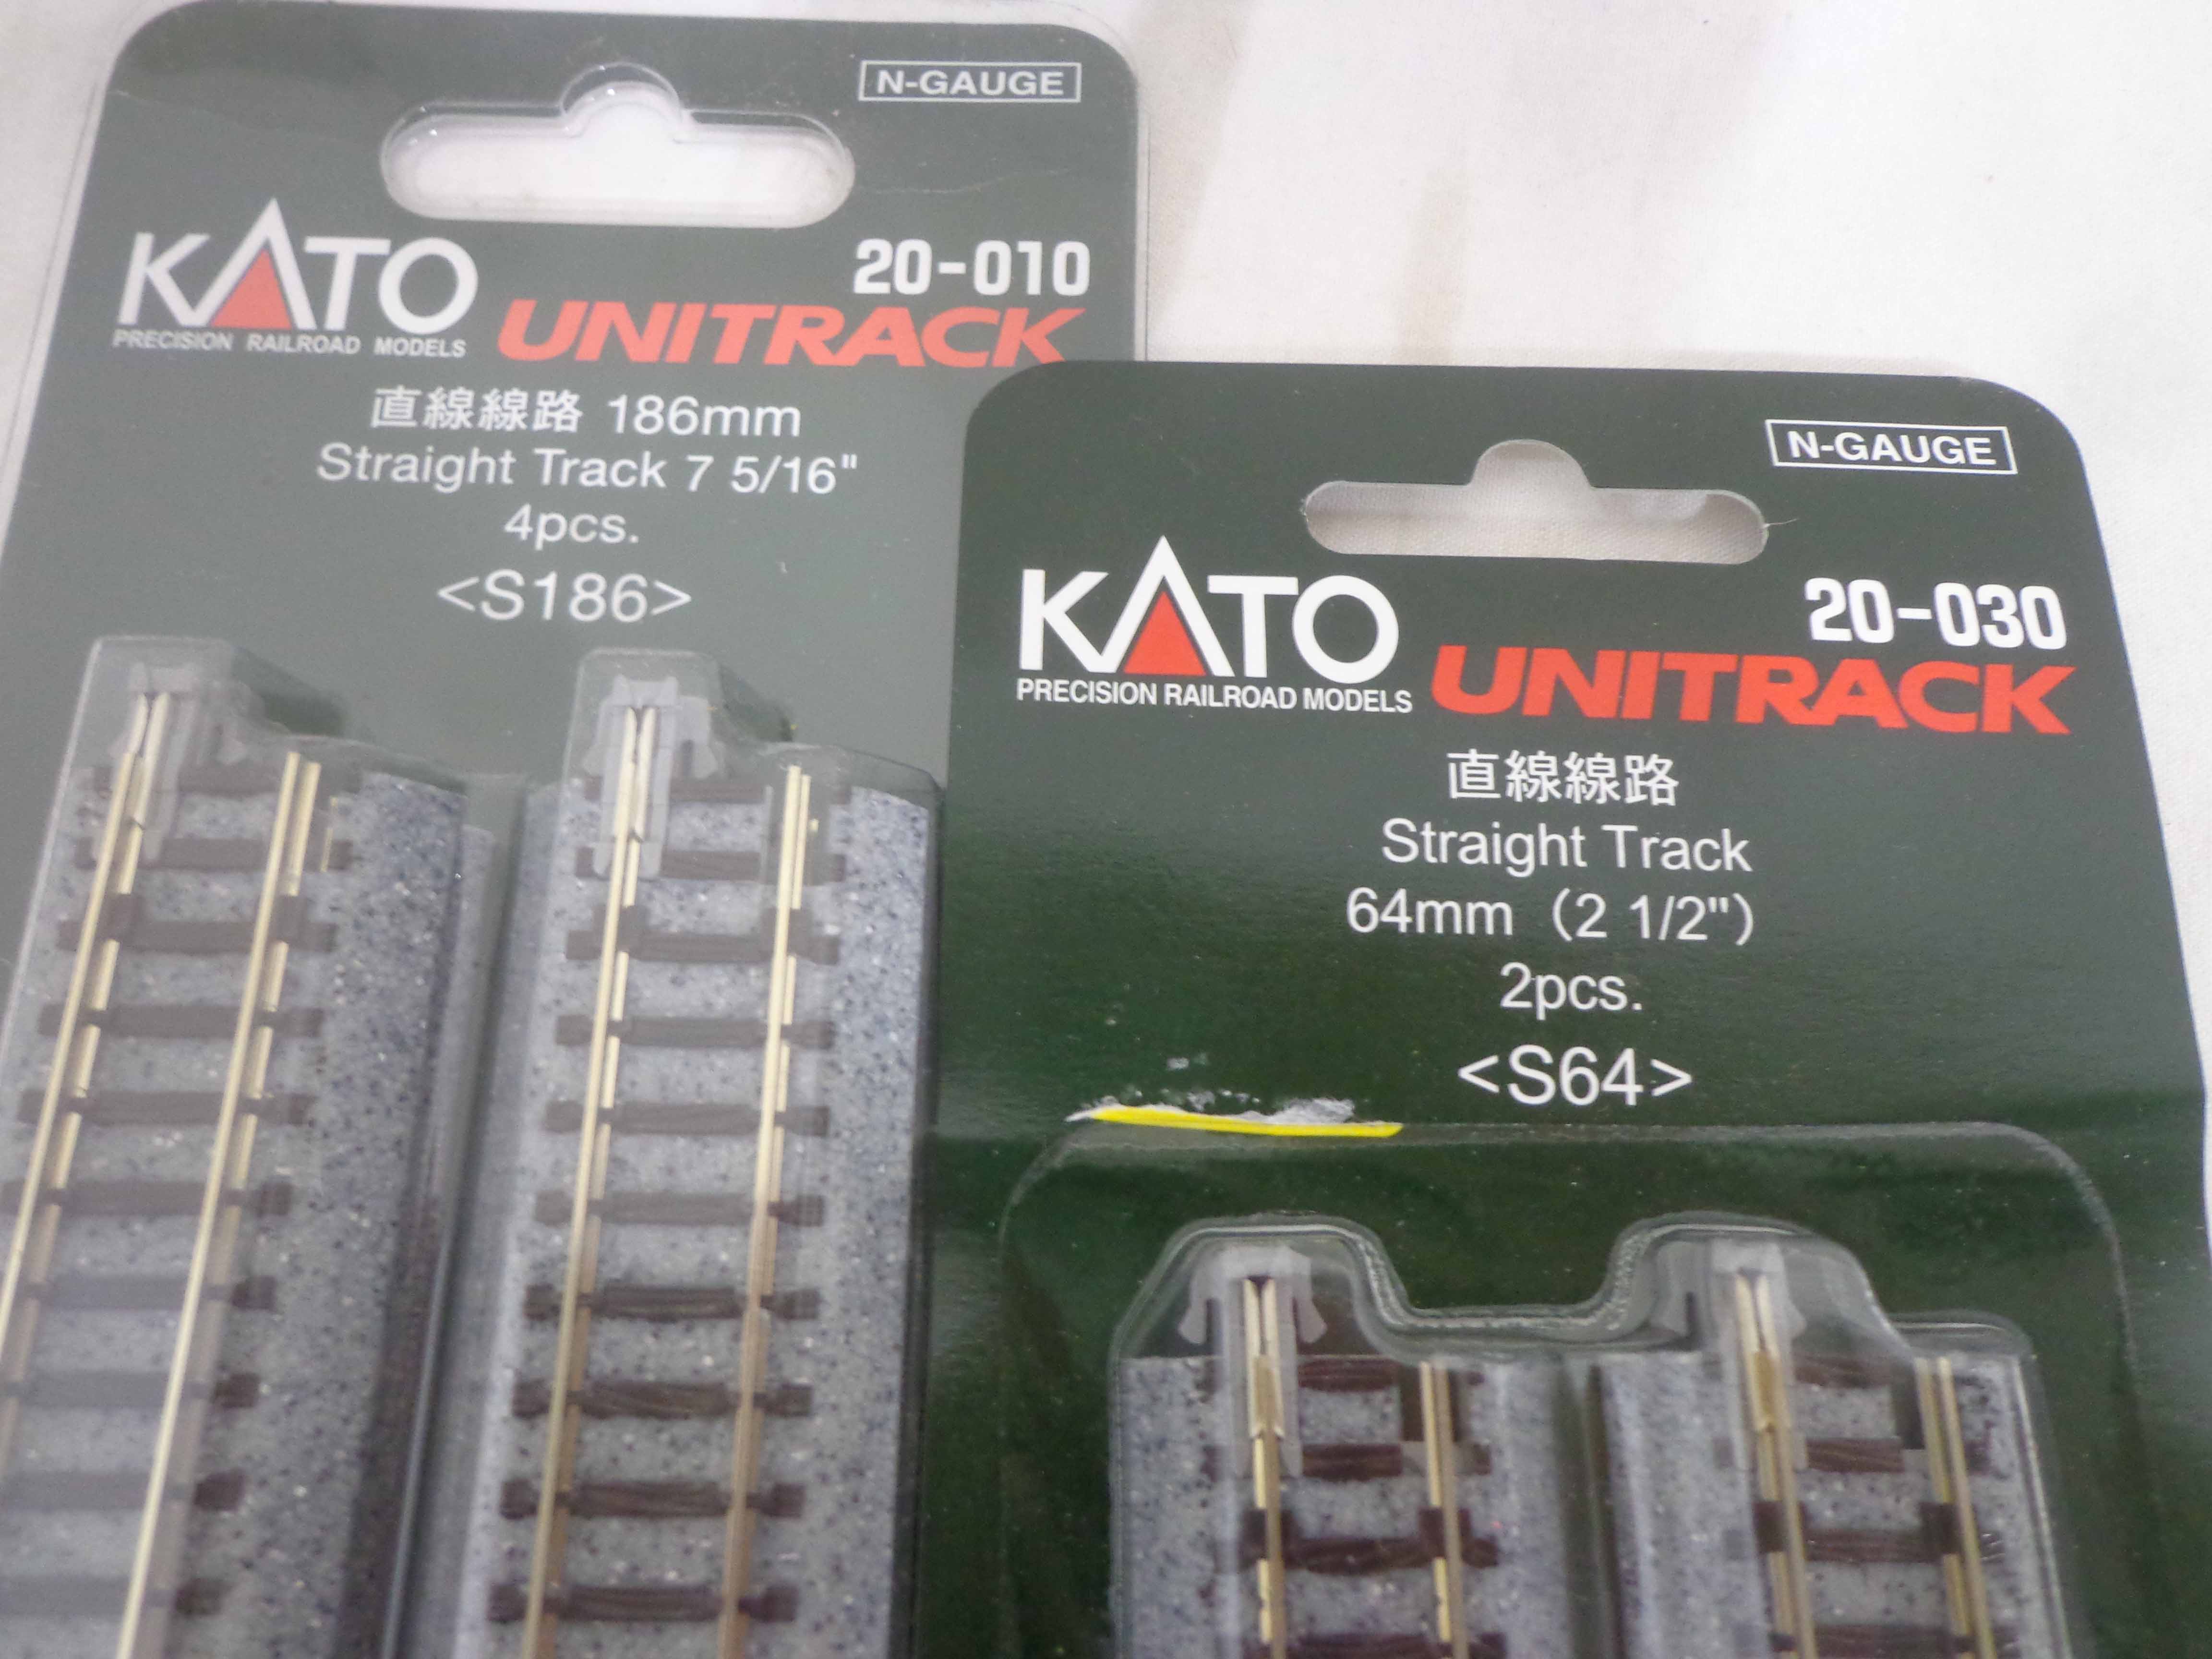 N-GAUGE
KATO
PRECISION RAILROAD MODELS
20-010
UNITRACK
直線線路 186mm
Straight Track 7 5/16"
4pcs.
<S186>
N-GAUGE
KATO
PRECISION RAILROAD MODELS
20-030
UNITRACK
直線線路
Straight Track
64mm (2 1/2")
2pcs.
<S64>